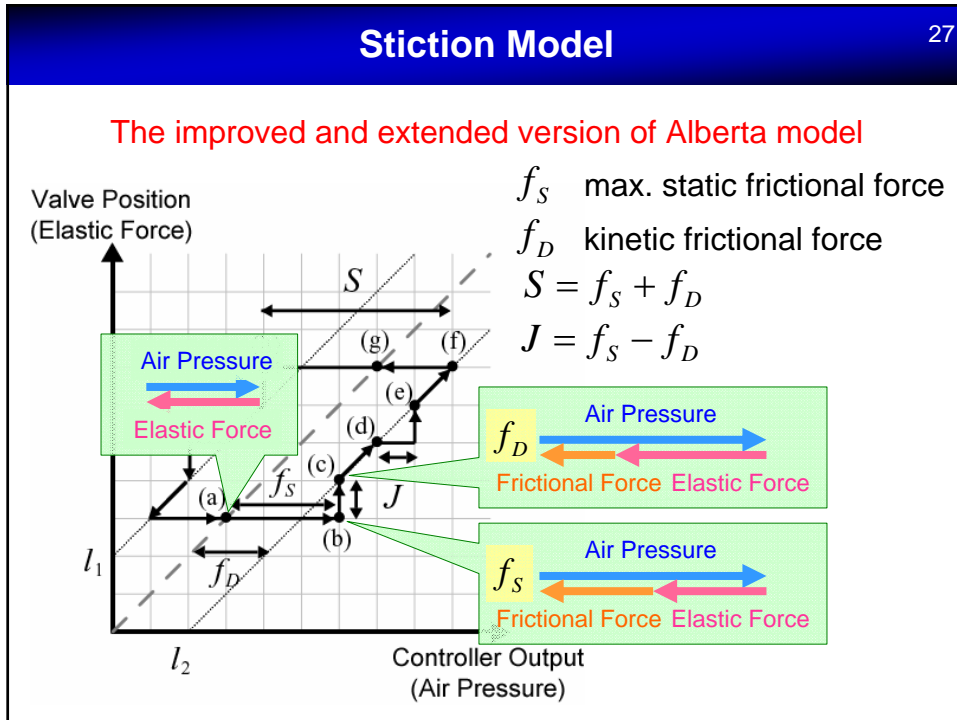 Stiction Model
27
The improved and extended version of Alberta model
f_S max. static frictional force
f_D kinetic frictional force
S = f_S + f_D
J = f_S − f_D
Valve Position
(Elastic Force)
S
(g)
(f)
Air Pressure
Elastic Force
(e)
(d)
(c)
(a)
f_S
J
(b)
f_D
l_1
l_2
f_D
Air Pressure
Frictional Force Elastic Force
f_S
Air Pressure
Frictional Force Elastic Force
Controller Output
(Air Pressure)